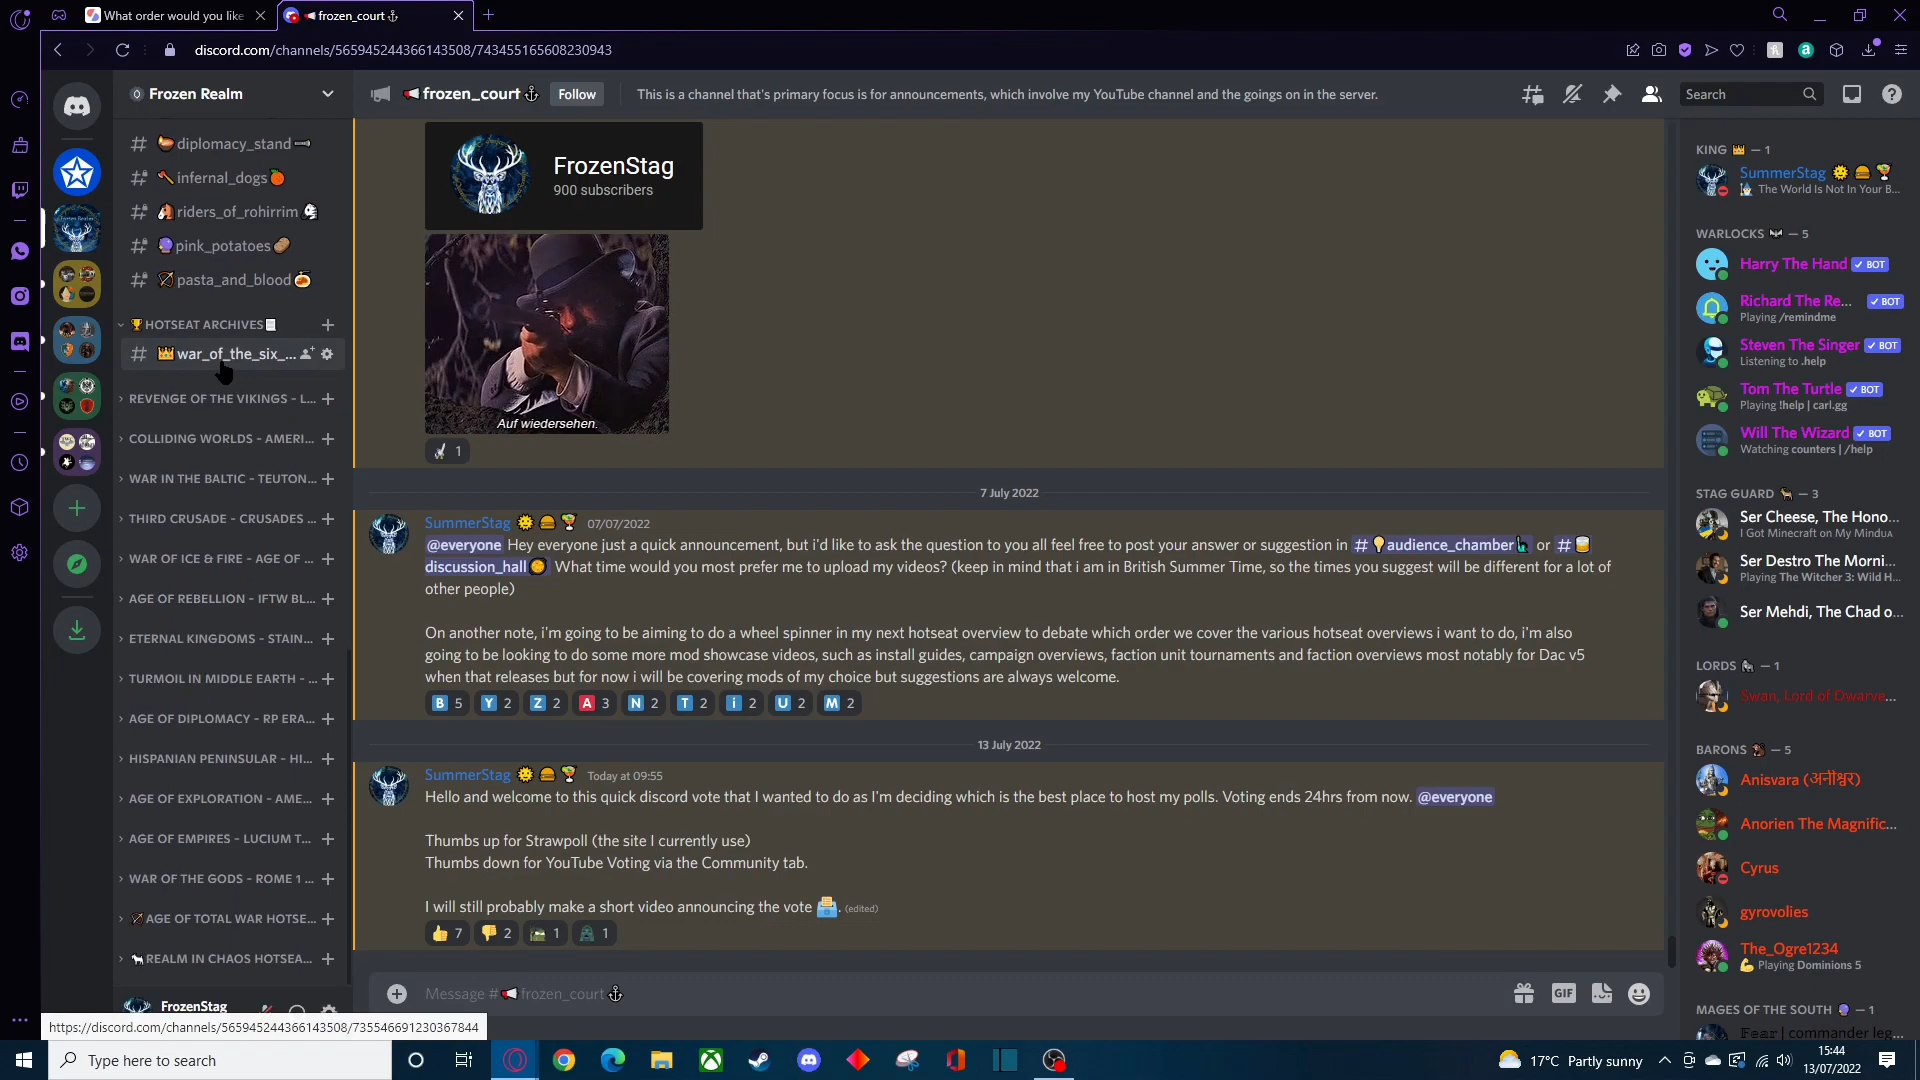 What order would you like
frozen_court
discord.com/channels/565945244366143508/743455165608230943
Frozen Realm
frozen_court
Follow
This is a channel that's primary focus is for announcements, which involve my YouTube channel and the goings on in the server.
Search
diplomacy_stand
infernal_dogs
riders_of_rohirrim
pink_potatoes
pasta_and_blood
HOTSEAT ARCHIVES
war_of_the_six_...
REVENGE OF THE VIKINGS - L...
COLLIDING WORLDS - AMERI...
WAR IN THE BALTIC - TEUTON...
THIRD CRUSADE - CRUSADES ...
WAR OF ICE & FIRE - AGE OF ...
AGE OF REBELLION - IFTW BL...
ETERNAL KINGDOMS - STAIN...
TURMOIL IN MIDDLE EARTH - ...
AGE OF DIPLOMACY - RP ERA...
HISPANIAN PENINSULAR - HI...
AGE OF EXPLORATION - AME...
AGE OF EMPIRES - LUCIUM T...
WAR OF THE GODS - ROME 1 ...
AGE OF TOTAL WAR HOTSE...
REALM IN CHAOS HOTSEA...
FrozenStag
https://discord.com/channels/565945244366143508/735546691230367844
FrozenStag
900 subscribers
Auf wiedersehen.
1
7 July 2022
SummerStag 07/07/2022
@everyone Hey everyone just a quick announcement, but i'd like to ask the question to you all feel free to post your answer or suggestion in # audience_chamber or #
discussion_hall What time would you most prefer me to upload my videos? (keep in mind that i am in British Summer Time, so the times you suggest will be different for a lot of
other people)
On another note, i'm going to be aiming to do a wheel spinner in my next hotseat overview to debate which order we cover the various hotseat overviews i want to do, i'm also
going to be looking to do some more mod showcase videos, such as install guides, campaign overviews, faction unit tournaments and faction overviews most notably for Dac v5
when that releases but for now i will be covering mods of my choice but suggestions are always welcome.
B 5 Y 2 Z 2 A 3 N 2 T 2 i 2 U 2 M 2
13 July 2022
SummerStag Today at 09:55
Hello and welcome to this quick discord vote that I wanted to do as I'm deciding which is the best place to host my polls. Voting ends 24hrs from now. @everyone
Thumbs up for Strawpoll (the site I currently use)
Thumbs down for YouTube Voting via the Community tab.
I will still probably make a short video announcing the vote . (edited)
7 2 1 1
Message # frozen_court
GIF
KING — 1
SummerStag
The World Is Not In Your B...
WARLOCKS — 5
Harry The Hand BOT
Richard The Re... BOT
Playing /remindme
Steven The Singer BOT
Listening to .help
Tom The Turtle BOT
Playing !help | carl.gg
Will The Wizard BOT
Watching counters | /help
STAG GUARD — 3
Ser Cheese, The Hono...
I Got Minecraft on My MindUA
Ser Destro The Morni...
Playing The Witcher 3: Wild H...
Ser Mehdi, The Chad o...
LORDS — 1
Swan, Lord of Dwarve...
BARONS — 5
Anisvara (अनीश्वर)
Anorien The Magnific...
Cyrus
gyrovolies
The_Ogre1234
Playing Dominions 5
MAGES OF THE SOUTH — 1
Fear | commander leg...
Type here to search
17°C Partly sunny
15:44
13/07/2022